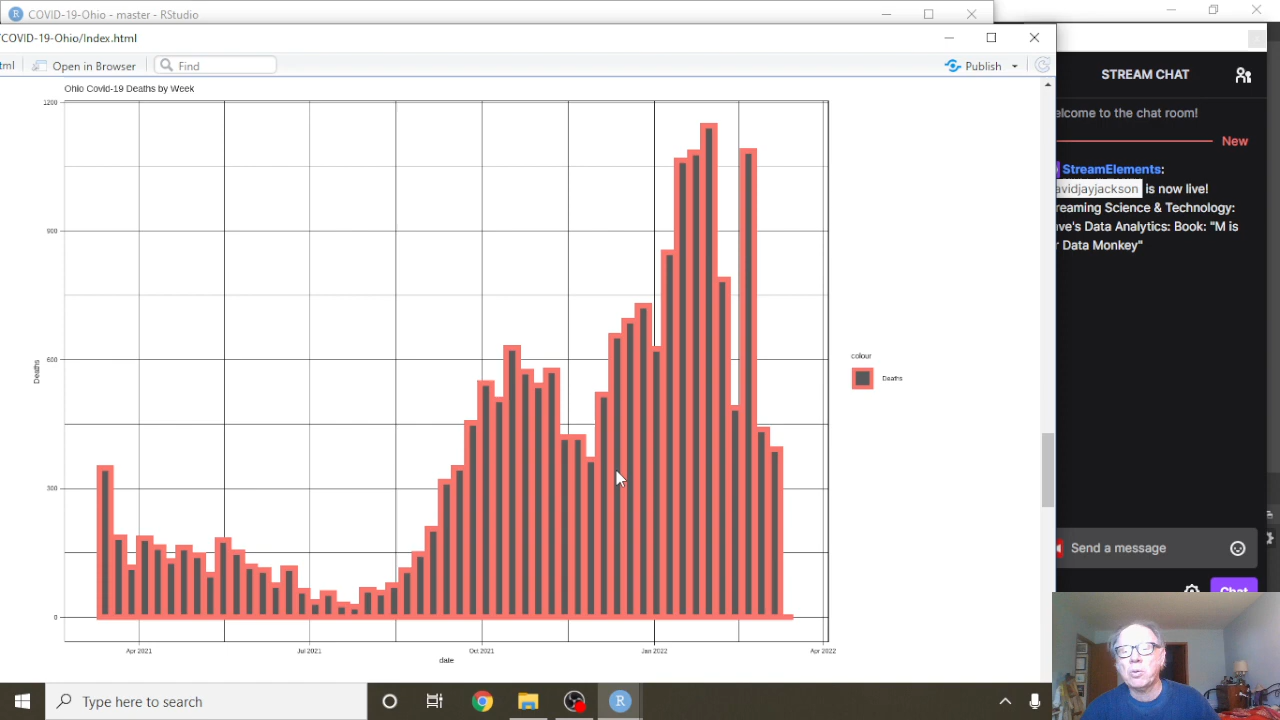 COVID-19-Ohio - master - RStudio
/COVID-19-Ohio/Index.html
ml
Open in Browser
Find
Publish
Ohio Covid-19 Deaths by Week
1200
900
600
300
0
Deaths
Apr 2021
Jul 2021
Oct 2021
Jan 2022
Apr 2022
date
colour
Deaths
STREAM CHAT
elcome to the chat room!
New
StreamElements:
avidjayjackson is now live!
reaming Science & Technology:
ve's Data Analytics: Book: "M is
r Data Monkey"
Send a message
Chat
Type here to search